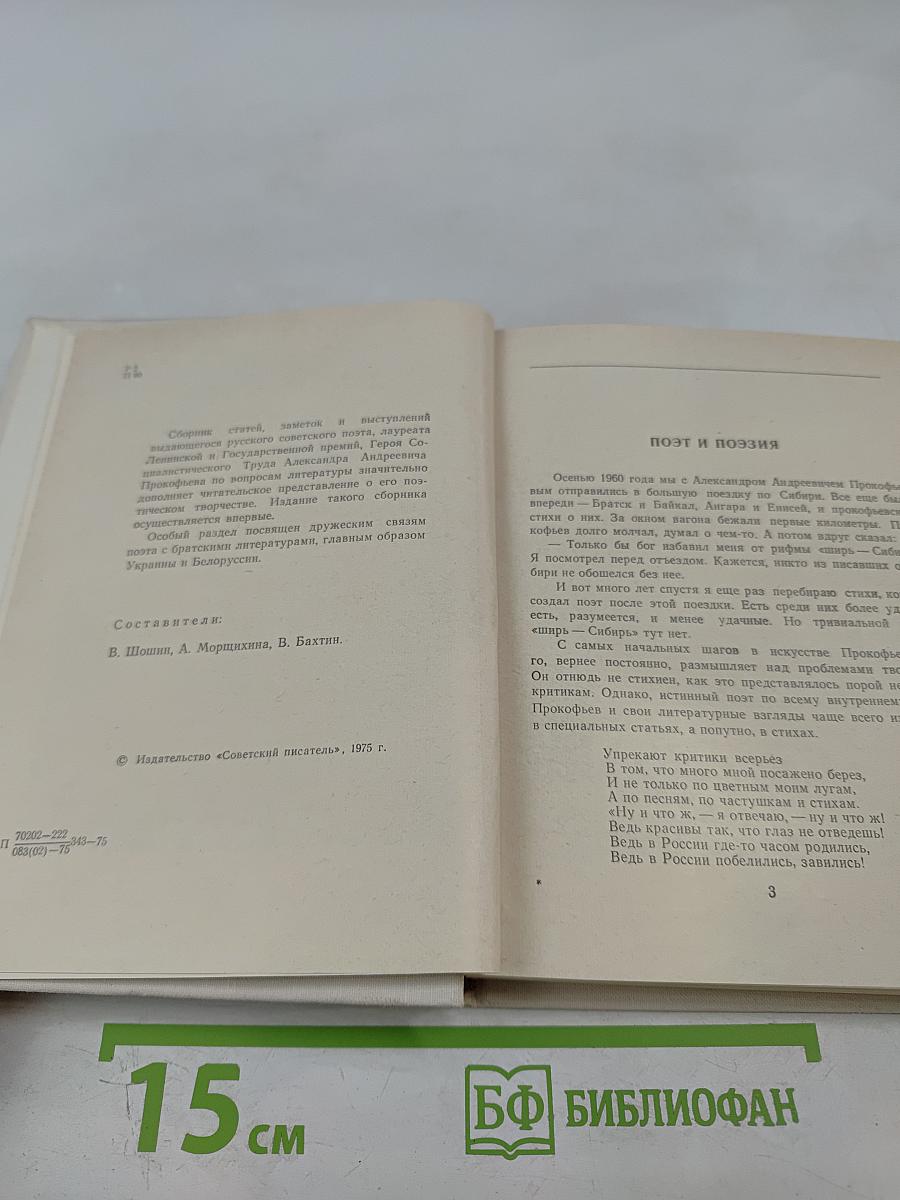 П 90
Сборник статей, заметок и выступлений
выдающегося русского советского поэта, лауреата
Ленинской и Государственной премий, Героя Со-
циалистического Труда Александра Андреевича
Прокофьева по вопросам литературы значительно
дополняет читательское представление о его поэ-
тическом творчестве. Издание такого сборника
осуществляется впервые.
Особый раздел посвящен дружеским связям
поэта с братскими литературами, главным образом
Украины и Белоруссии.
Составители:
В. Шошин, А. Морщихина, В. Бахтин.
© Издательство «Советский писатель», 1975 г.
П 70202—222
083(02)—75 343—75
ПОЭТ И ПОЭЗИЯ
Осенью 1960 года мы с Александром Андреевичем Прокофье
вым отправились в большую поездку по Сибири. Все еще был
впереди — Братск и Байкал, Ангара и Енисей, и прокофьевск
стихи о них. За окном вагона бежали первые километры. П
кофьев долго молчал, думал о чем-то. А потом вдруг сказал:
— Только бы бог избавил меня от рифмы «ширь — Сиби
Я посмотрел перед отъездом. Кажется, никто из писавших о
бири не обошелся без нее.
И вот много лет спустя я еще раз перебираю стихи, ко
создал поэт после этой поездки. Есть среди них более уда
есть, разумеется, и менее удачные. Но тривиальной
«ширь — Сибирь» тут нет.
С самых начальных шагов в искусстве Прокофье
го, вернее постоянно, размышляет над проблемами тво
Он отнюдь не стихиен, как это представлялось порой не
критикам. Однако, истинный поэт по всему внутреннем
Прокофьев и свои литературные взгляды чаще всего и
в специальных статьях, а попутно, в стихах.
Упрекают критики всерьез
В том, что много мной посажено берез,
И не только по цветным моим лугам,
А по песням, по частушкам и стихам.
«Ну и что ж, — я отвечаю, — ну и что ж!
Ведь красивы так, что глаз не отведешь!
Ведь в России где-то часом родились,
Ведь в России побелились, завились!
*
3
15 см
БФ БИБЛИОФАН